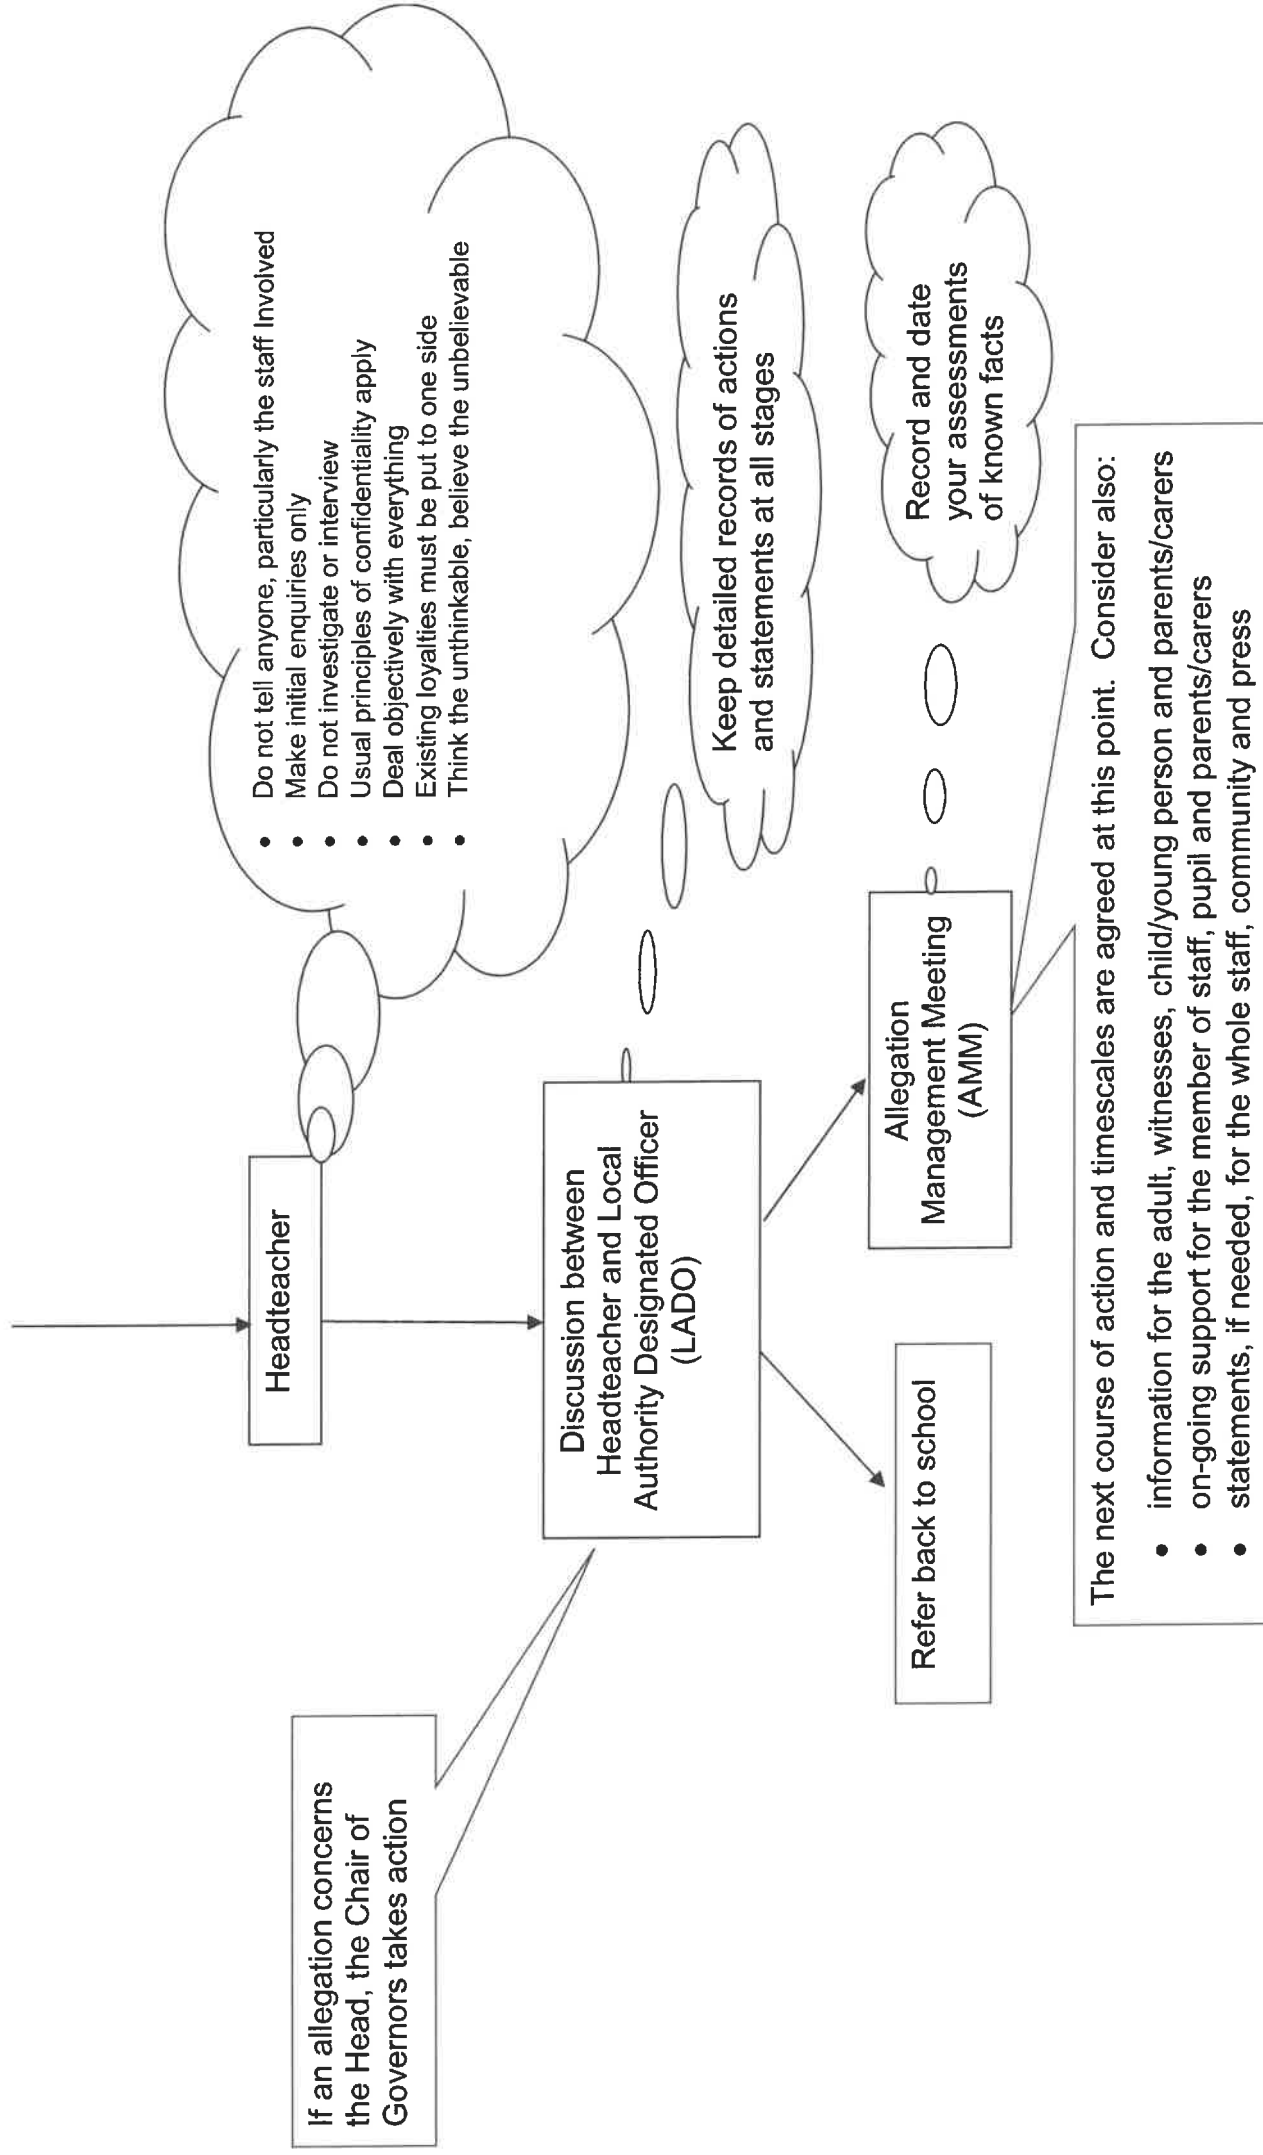 Headteacher
• Do not tell anyone, particularly the staff Involved
• Make initial enquiries only
• Do not investigate or interview
• Usual principles of confidentiality apply
• Deal objectively with everything
• Existing loyalties must be put to one side
• Think the unthinkable, believe the unbelievable
If an allegation concerns
the Head, the Chair of
Governors takes action
Discussion between
Headteacher and Local
Authority Designated Officer
(LADO)
Keep detailed records of actions
and statements at all stages
Refer back to school
Allegation
Management Meeting
(AMM)
Record and date
your assessments
of known facts
The next course of action and timescales are agreed at this point.  Consider also:
• information for the adult, witnesses, child/young person and parents/carers
• on-going support for the member of staff, pupil and parents/carers
• statements, if needed, for the whole staff, community and press